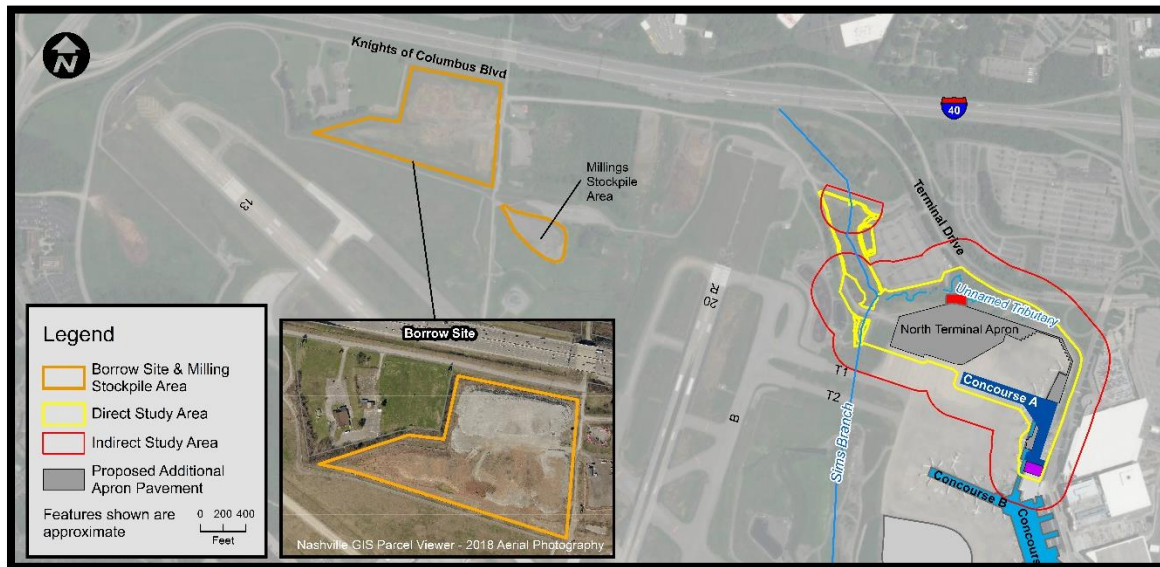 N
Knights of Columbus Blvd
40
Millings
Stockpile
Area
Terminal Drive
13
20 R
Unnamed Tributary
North Terminal Apron
Concourse A
T1
T2
B
Sims Branch
Concourse B
Concourse
Legend
Borrow Site & Milling
Stockpile Area
Direct Study Area
Indirect Study Area
Proposed Additional
Apron Pavement
Features shown are
approximate
0 200 400
Feet
Borrow Site
Nashville GIS Parcel Viewer - 2018 Aerial Photography